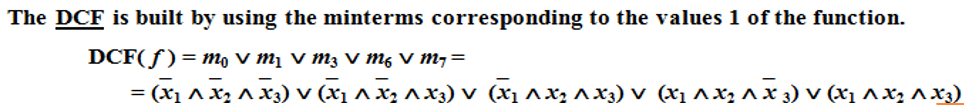 The DCF is built by using the minterms corresponding to the values 1 of the function.
DCF(f) = m₀ ∨ m₁ ∨ m₃ ∨ m₆ ∨ m₇ =
= (x̅₁ ∧ x̅₂ ∧ x̅₃) ∨ (x̅₁ ∧ x̅₂ ∧ x₃) ∨ (x̅₁ ∧ x₂ ∧ x₃) ∨ (x₁ ∧ x₂ ∧ x̅ ₃) ∨ (x₁ ∧ x₂ ∧ x₃)